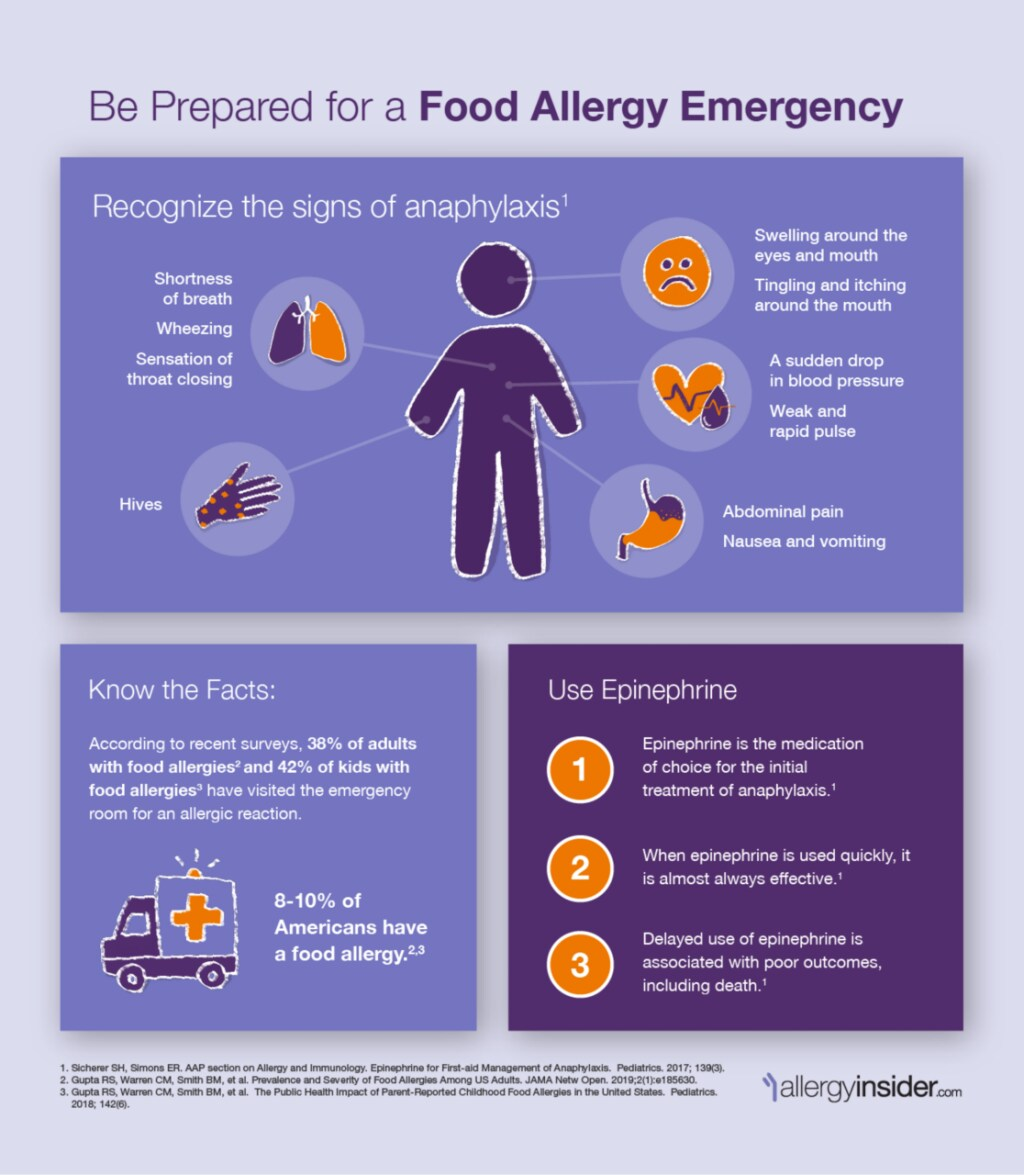 Be Prepared for a Food Allergy Emergency
Recognize the signs of anaphylaxis¹
Shortness
of breath
Wheezing
Sensation of
throat closing
Hives
Swelling around the
eyes and mouth
Tingling and itching
around the mouth
A sudden drop
in blood pressure
Weak and
rapid pulse
Abdominal pain
Nausea and vomiting
Know the Facts:
According to recent surveys, 38% of adults
with food allergies² and 42% of kids with
food allergies³ have visited the emergency
room for an allergic reaction.
8-10% of
Americans have
a food allergy.²,³
Use Epinephrine
1
Epinephrine is the medication
of choice for the initial
treatment of anaphylaxis.¹
2
When epinephrine is used quickly, it
is almost always effective.¹
3
Delayed use of epinephrine is
associated with poor outcomes,
including death.¹
1. Sicherer SH, Simons ER. AAP section on Allergy and Immunology. Epinephrine for First-aid Management of Anaphylaxis. Pediatrics. 2017; 139(3).
2. Gupta RS, Warren CM, Smith BM, et al. Prevalence and Severity of Food Allergies Among US Adults. JAMA Netw Open. 2019;2(1):e185630.
3. Gupta RS, Warren CM, Smith BM, et al. The Public Health Impact of Parent-Reported Childhood Food Allergies in the United States. Pediatrics.
2018; 142(6).
allergyinsider.com